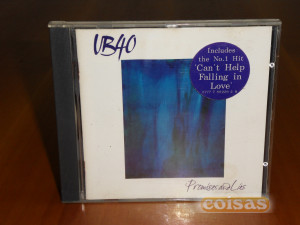 UB40
Includes
the No.1 Hit
'Can't Help
Falling in
Love'
Promises and Lies
coisas